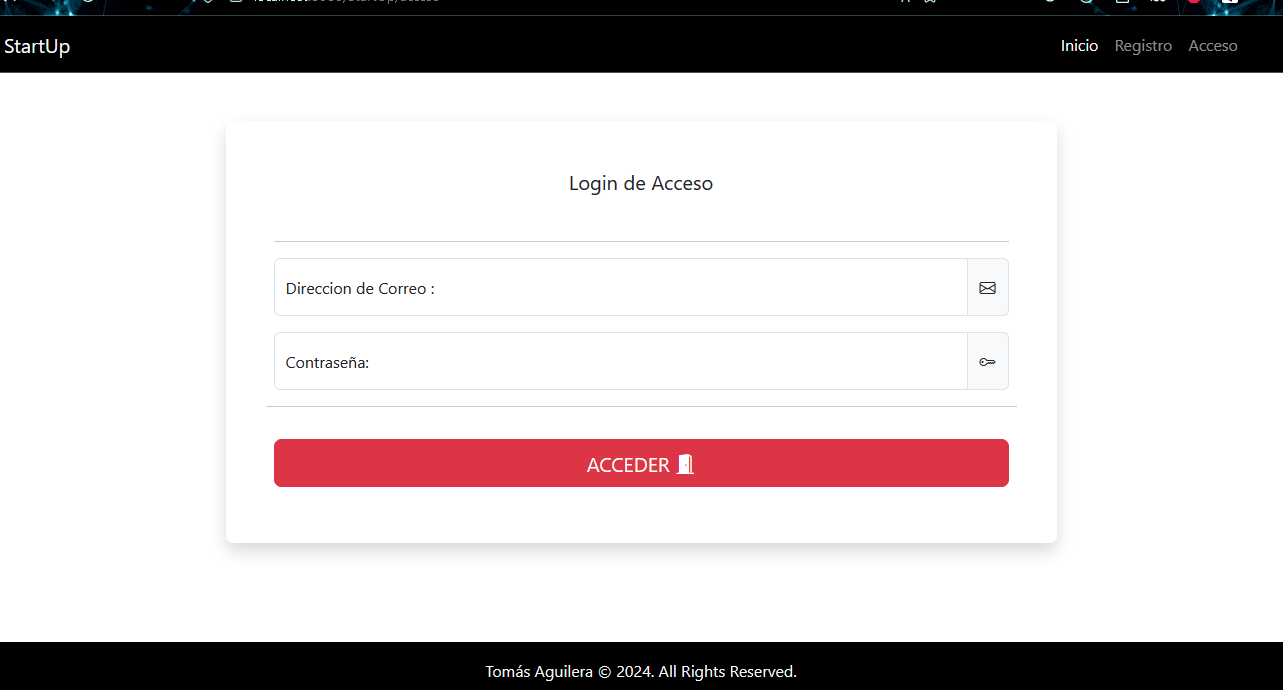 StartUp
Inicio Registro Acceso
Login de Acceso
Direccion de Correo :
Contraseña:
ACCEDER
Tomás Aguilera © 2024. All Rights Reserved.